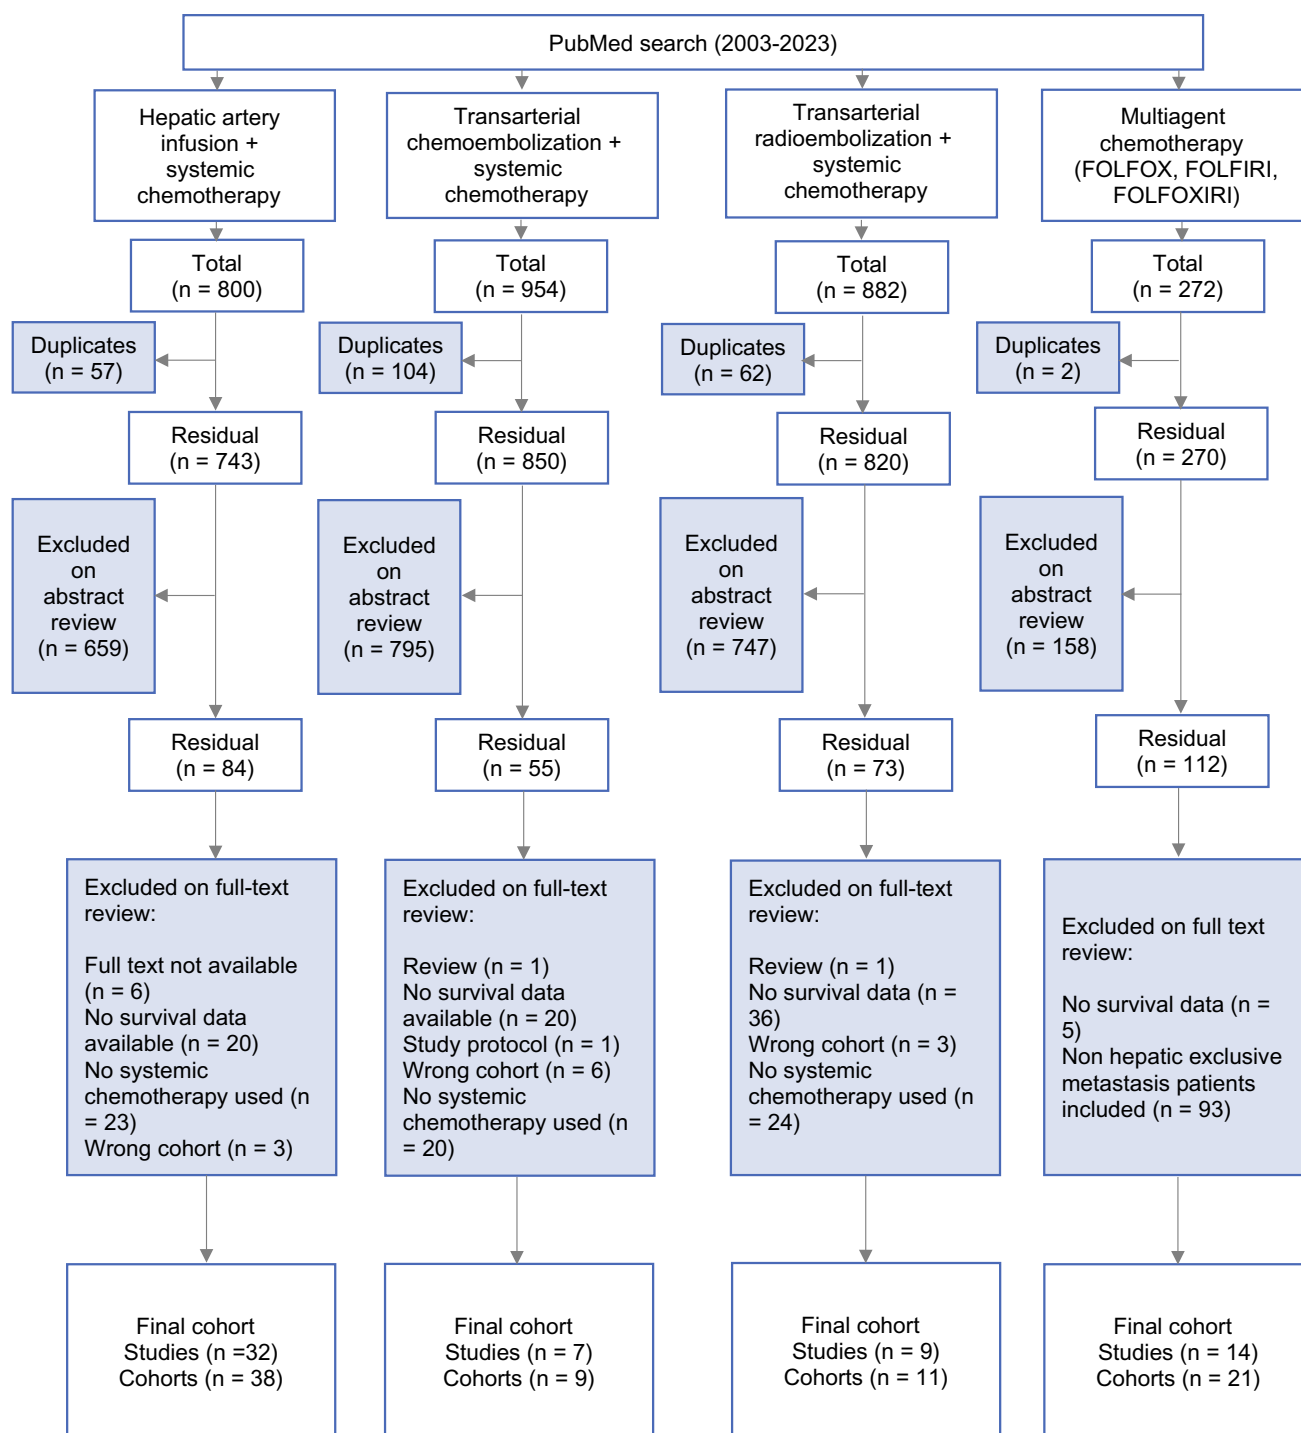 PubMed search (2003-2023)
Hepatic artery
infusion +
systemic
chemotherapy
Transarterial
chemoembolization +
systemic
chemotherapy
Transarterial
radioembolization +
systemic
chemotherapy
Multiagent
chemotherapy
(FOLFOX, FOLFIRI,
FOLFOXIRI)
Total
(n = 800)
Total
(n = 954)
Total
(n = 882)
Total
(n = 272)
Duplicates
(n = 57)
Duplicates
(n = 104)
Duplicates
(n = 62)
Duplicates
(n = 2)
Residual
(n = 743)
Residual
(n = 850)
Residual
(n = 820)
Residual
(n = 270)
Excluded
on
abstract
review
(n = 659)
Excluded
on
abstract
review
(n = 795)
Excluded
on
abstract
review
(n = 747)
Excluded
on
abstract
review
(n = 158)
Residual
(n = 84)
Residual
(n = 55)
Residual
(n = 73)
Residual
(n = 112)
Excluded on full-text
review:
Full text not available
(n = 6)
No survival data
available (n = 20)
No systemic
chemotherapy used (n
= 23)
Wrong cohort (n = 3)
Excluded on full-text
review:
Review (n = 1)
No survival data
available (n = 20)
Study protocol (n = 1)
Wrong cohort (n = 6)
No systemic
chemotherapy used (n
= 20)
Excluded on full-text
review:
Review (n = 1)
No survival data (n =
36)
Wrong cohort (n = 3)
No systemic
chemotherapy used (n
= 24)
Excluded on full text
review:
No survival data (n =
5)
Non hepatic exclusive
metastasis patients
included (n = 93)
Final cohort
Studies (n =32)
Cohorts (n = 38)
Final cohort
Studies (n = 7)
Cohorts (n = 9)
Final cohort
Studies (n = 9)
Cohorts (n = 11)
Final cohort
Studies (n = 14)
Cohorts (n = 21)